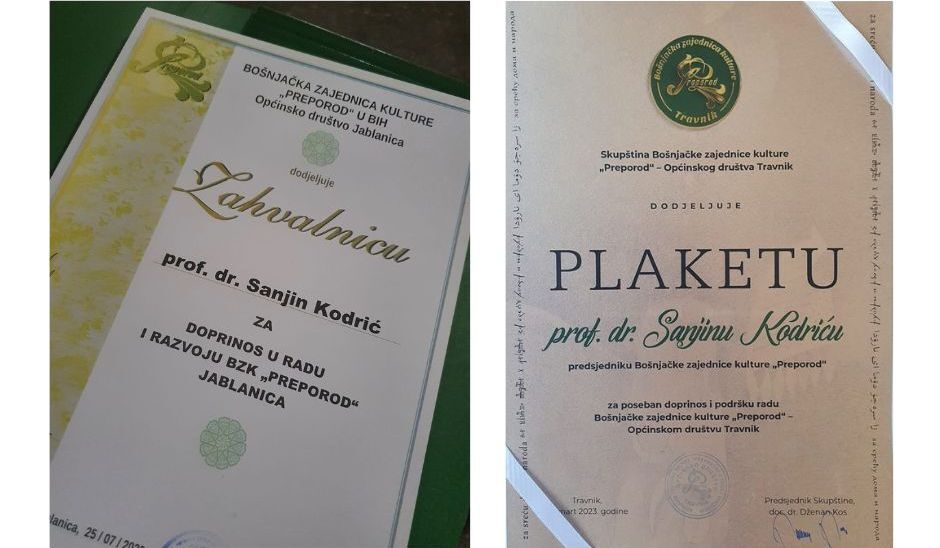 Preporod
BOŠNJAČKA ZAJEDNICA KULTURE
„PREPOROD“ U BIH
Općinsko društvo Jablanica
dodjeljuje
Zahvalnicu
prof. dr. Sanjin Kodrić
ZA
DOPRINOS U RADU
I RAZVOJU BZK „PREPOROD“
JABLANICA
25 / 07 /
Bošnjačka zajednica kulture
Preporod
Travnik
Skupština Bošnjačke zajednice kulture
„Preporod“ – Općinskog društva Travnik
DODJELJUJE
PLAKETU
prof. dr. Sanjinu Kodriću
predsjedniku Bošnjačke zajednice kulture „Preporod“
za poseban doprinos i podršku radu
Bošnjačke zajednice kulture „Preporod“ –
Općinskom društvu Travnik
Travnik,
mart 2023. godine
Predsjednik Skupštine,
doc. dr. Dženan Kos